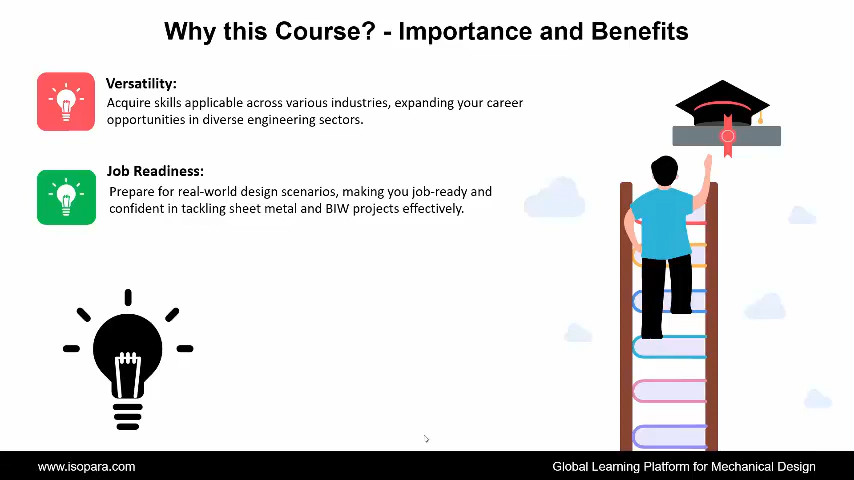 Why this Course? - Importance and Benefits
Versatility:
Acquire skills applicable across various industries, expanding your career
opportunities in diverse engineering sectors.
Job Readiness:
Prepare for real-world design scenarios, making you job-ready and
confident in tackling sheet metal and BIW projects effectively.
www.isopara.com
Global Learning Platform for Mechanical Design